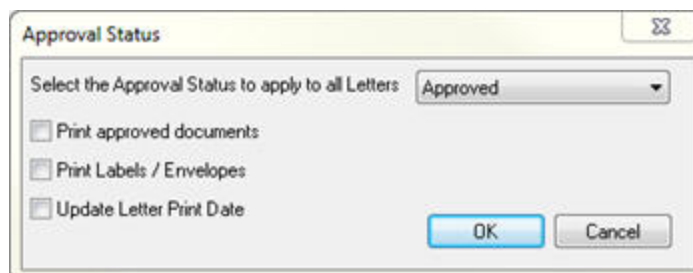 Approval Status
Select the Approval Status to apply to all Letters Approved
Print approved documents
Print Labels / Envelopes
Update Letter Print Date
OK Cancel